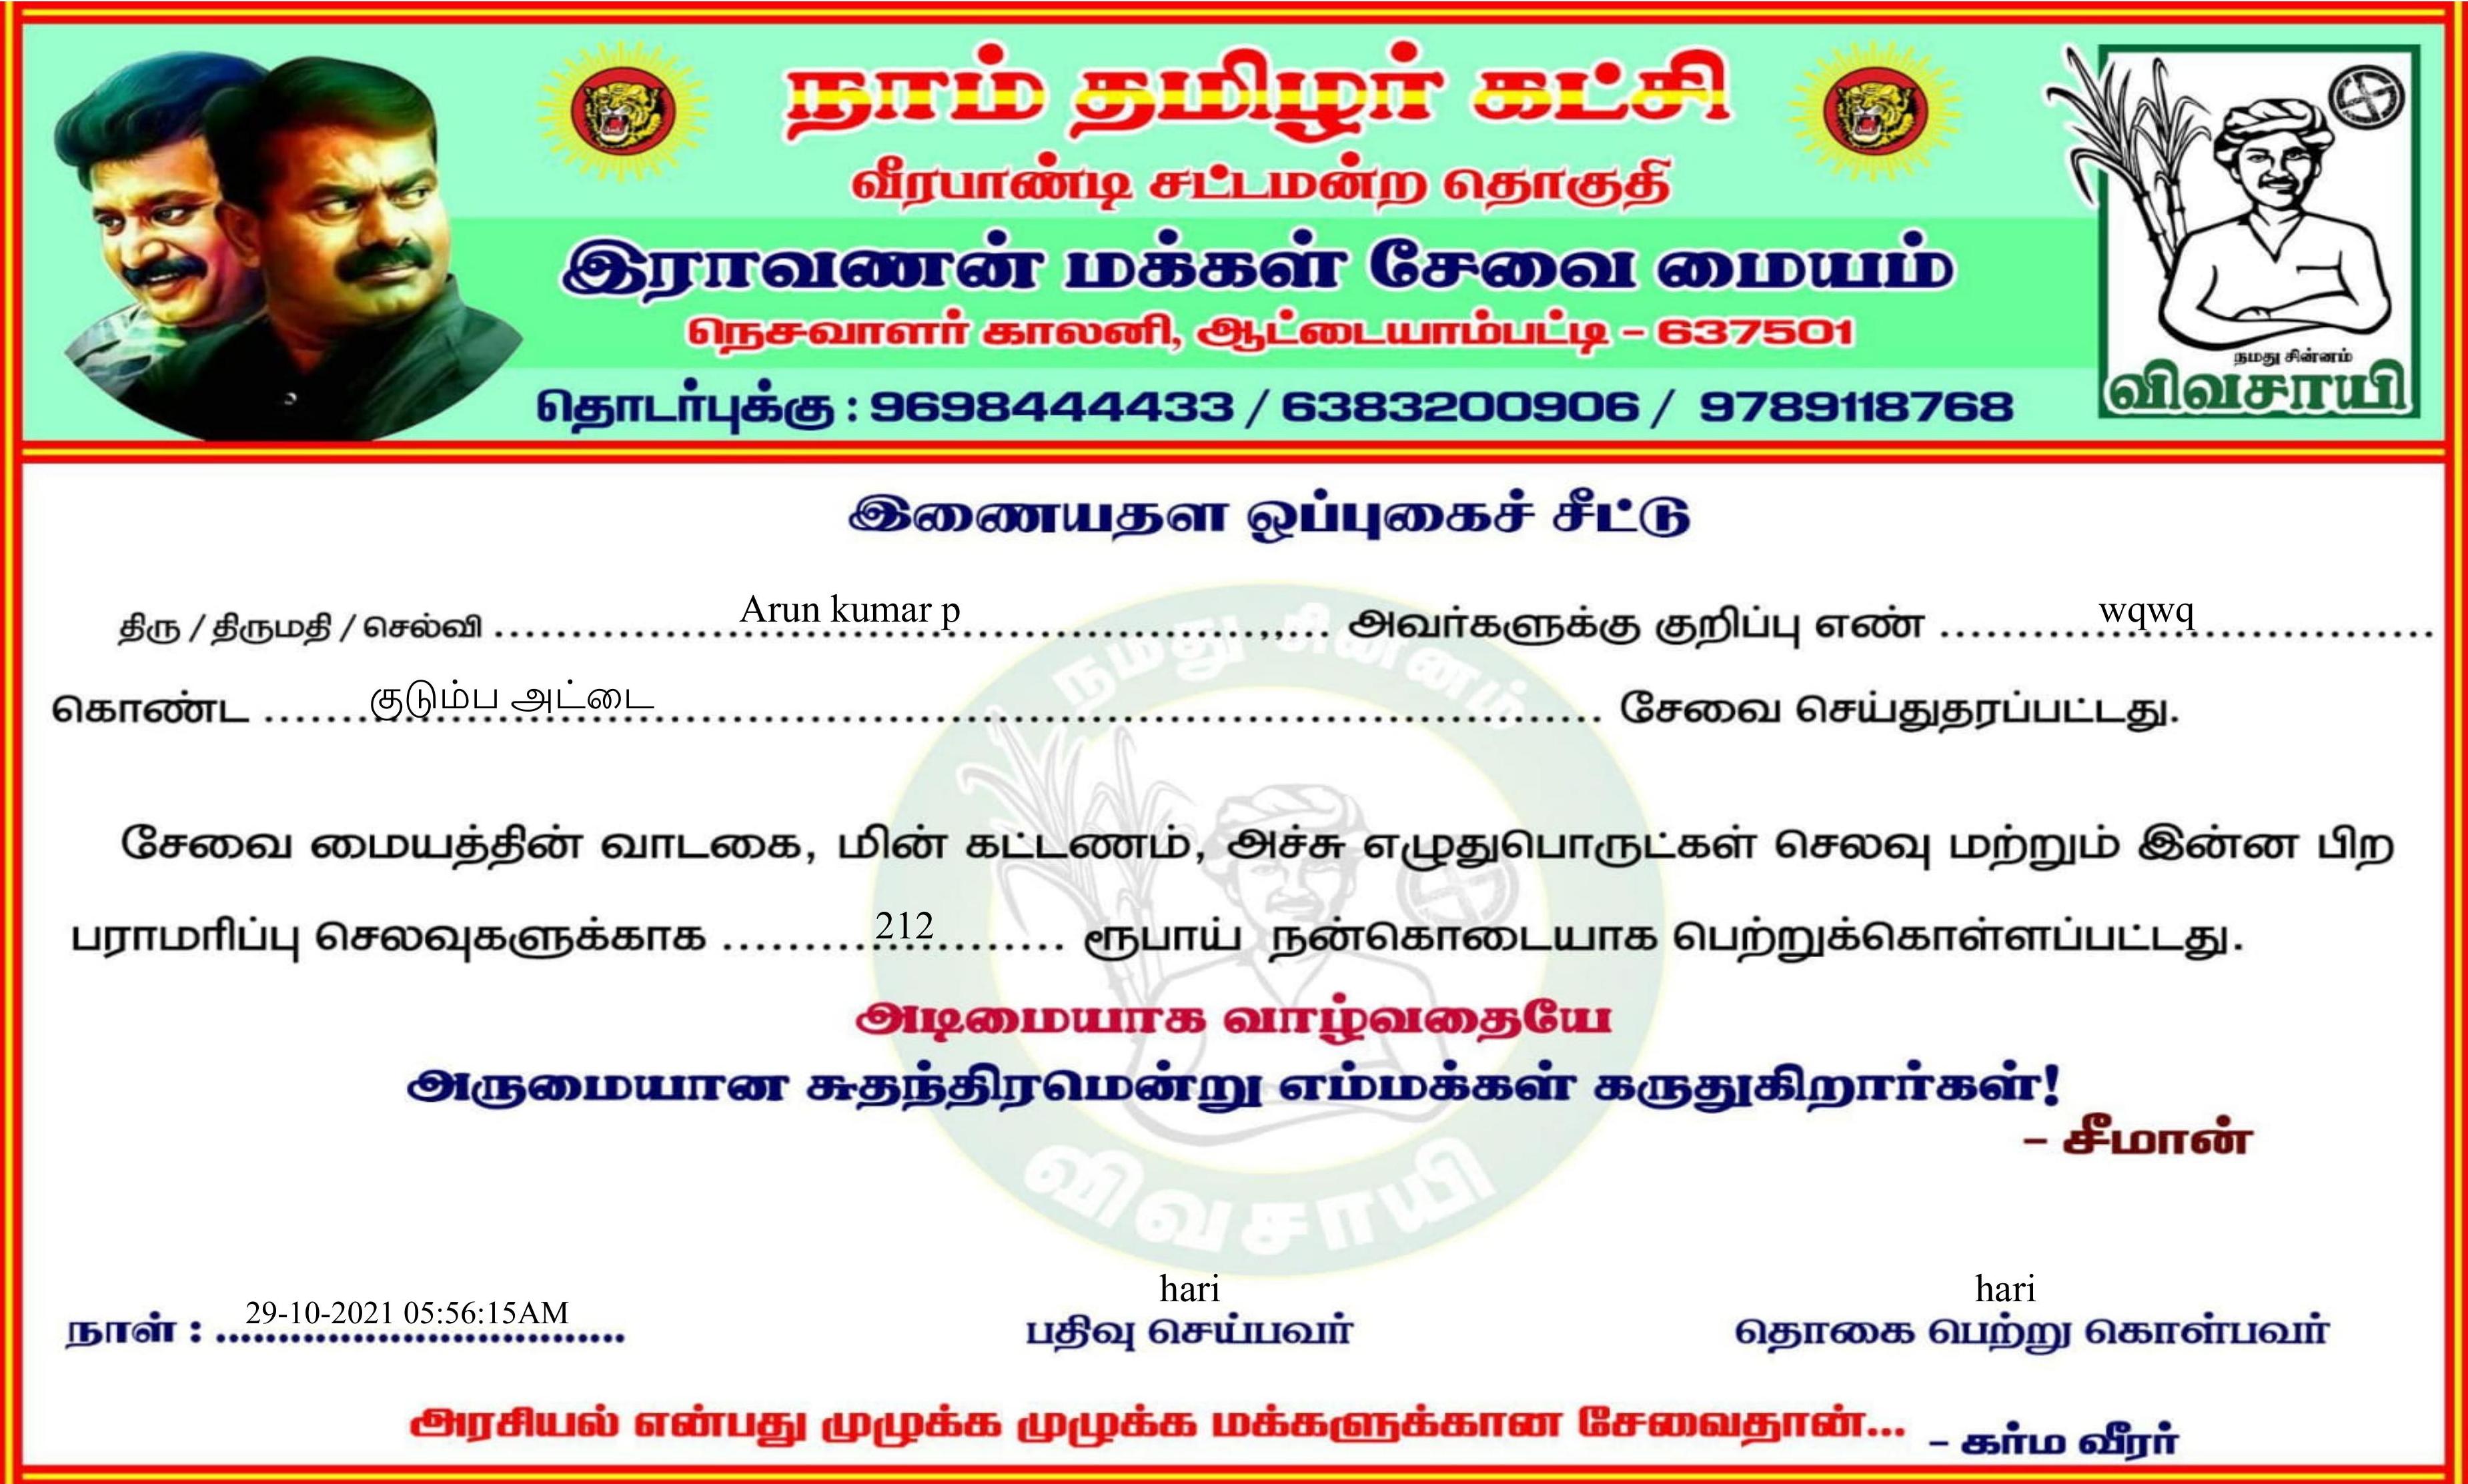 நாம் தமிழர் கட்சி
வீரபாண்டி சட்டமன்ற தொகுதி
இராவணன் மக்கள் சேவை மையம்
நெசவாளர் காலனி, ஆட்டையாம்பட்டி - 637501
தொடர்புக்கு : 9698444433 / 6383200906 / 9789118768
நமது சின்னம்
விவசாயி
இணையதள ஒப்புகைச் சீட்டு
திரு / திருமதி / செல்வி ....... Arun kumar p .......,,... அவர்களுக்கு குறிப்பு எண் ....... wqwq .......
கொண்ட ....... குடும்ப அட்டை ....... சேவை செய்துதரப்பட்டது.
சேவை மையத்தின் வாடகை, மின் கட்டணம், அச்சு எழுதுபொருட்கள் செலவு மற்றும் இன்ன பிற
பராமரிப்பு செலவுகளுக்காக ....... 212 ....... ரூபாய் நன்கொடையாக பெற்றுக்கொள்ளப்பட்டது.
அடிமையாக வாழ்வதையே
அருமையான சுதந்திரமென்று எம்மக்கள் கருதுகிறார்கள்!
- சீமான்
நமது சின்னம்
விவசாயி
hari
hari
நாள் : 29-10-2021 05:56:15AM
பதிவு செய்பவர்
தொகை பெற்று கொள்பவர்
அரசியல் என்பது முழுக்க முழுக்க மக்களுக்கான சேவைதான்...
- கர்ம வீரர்